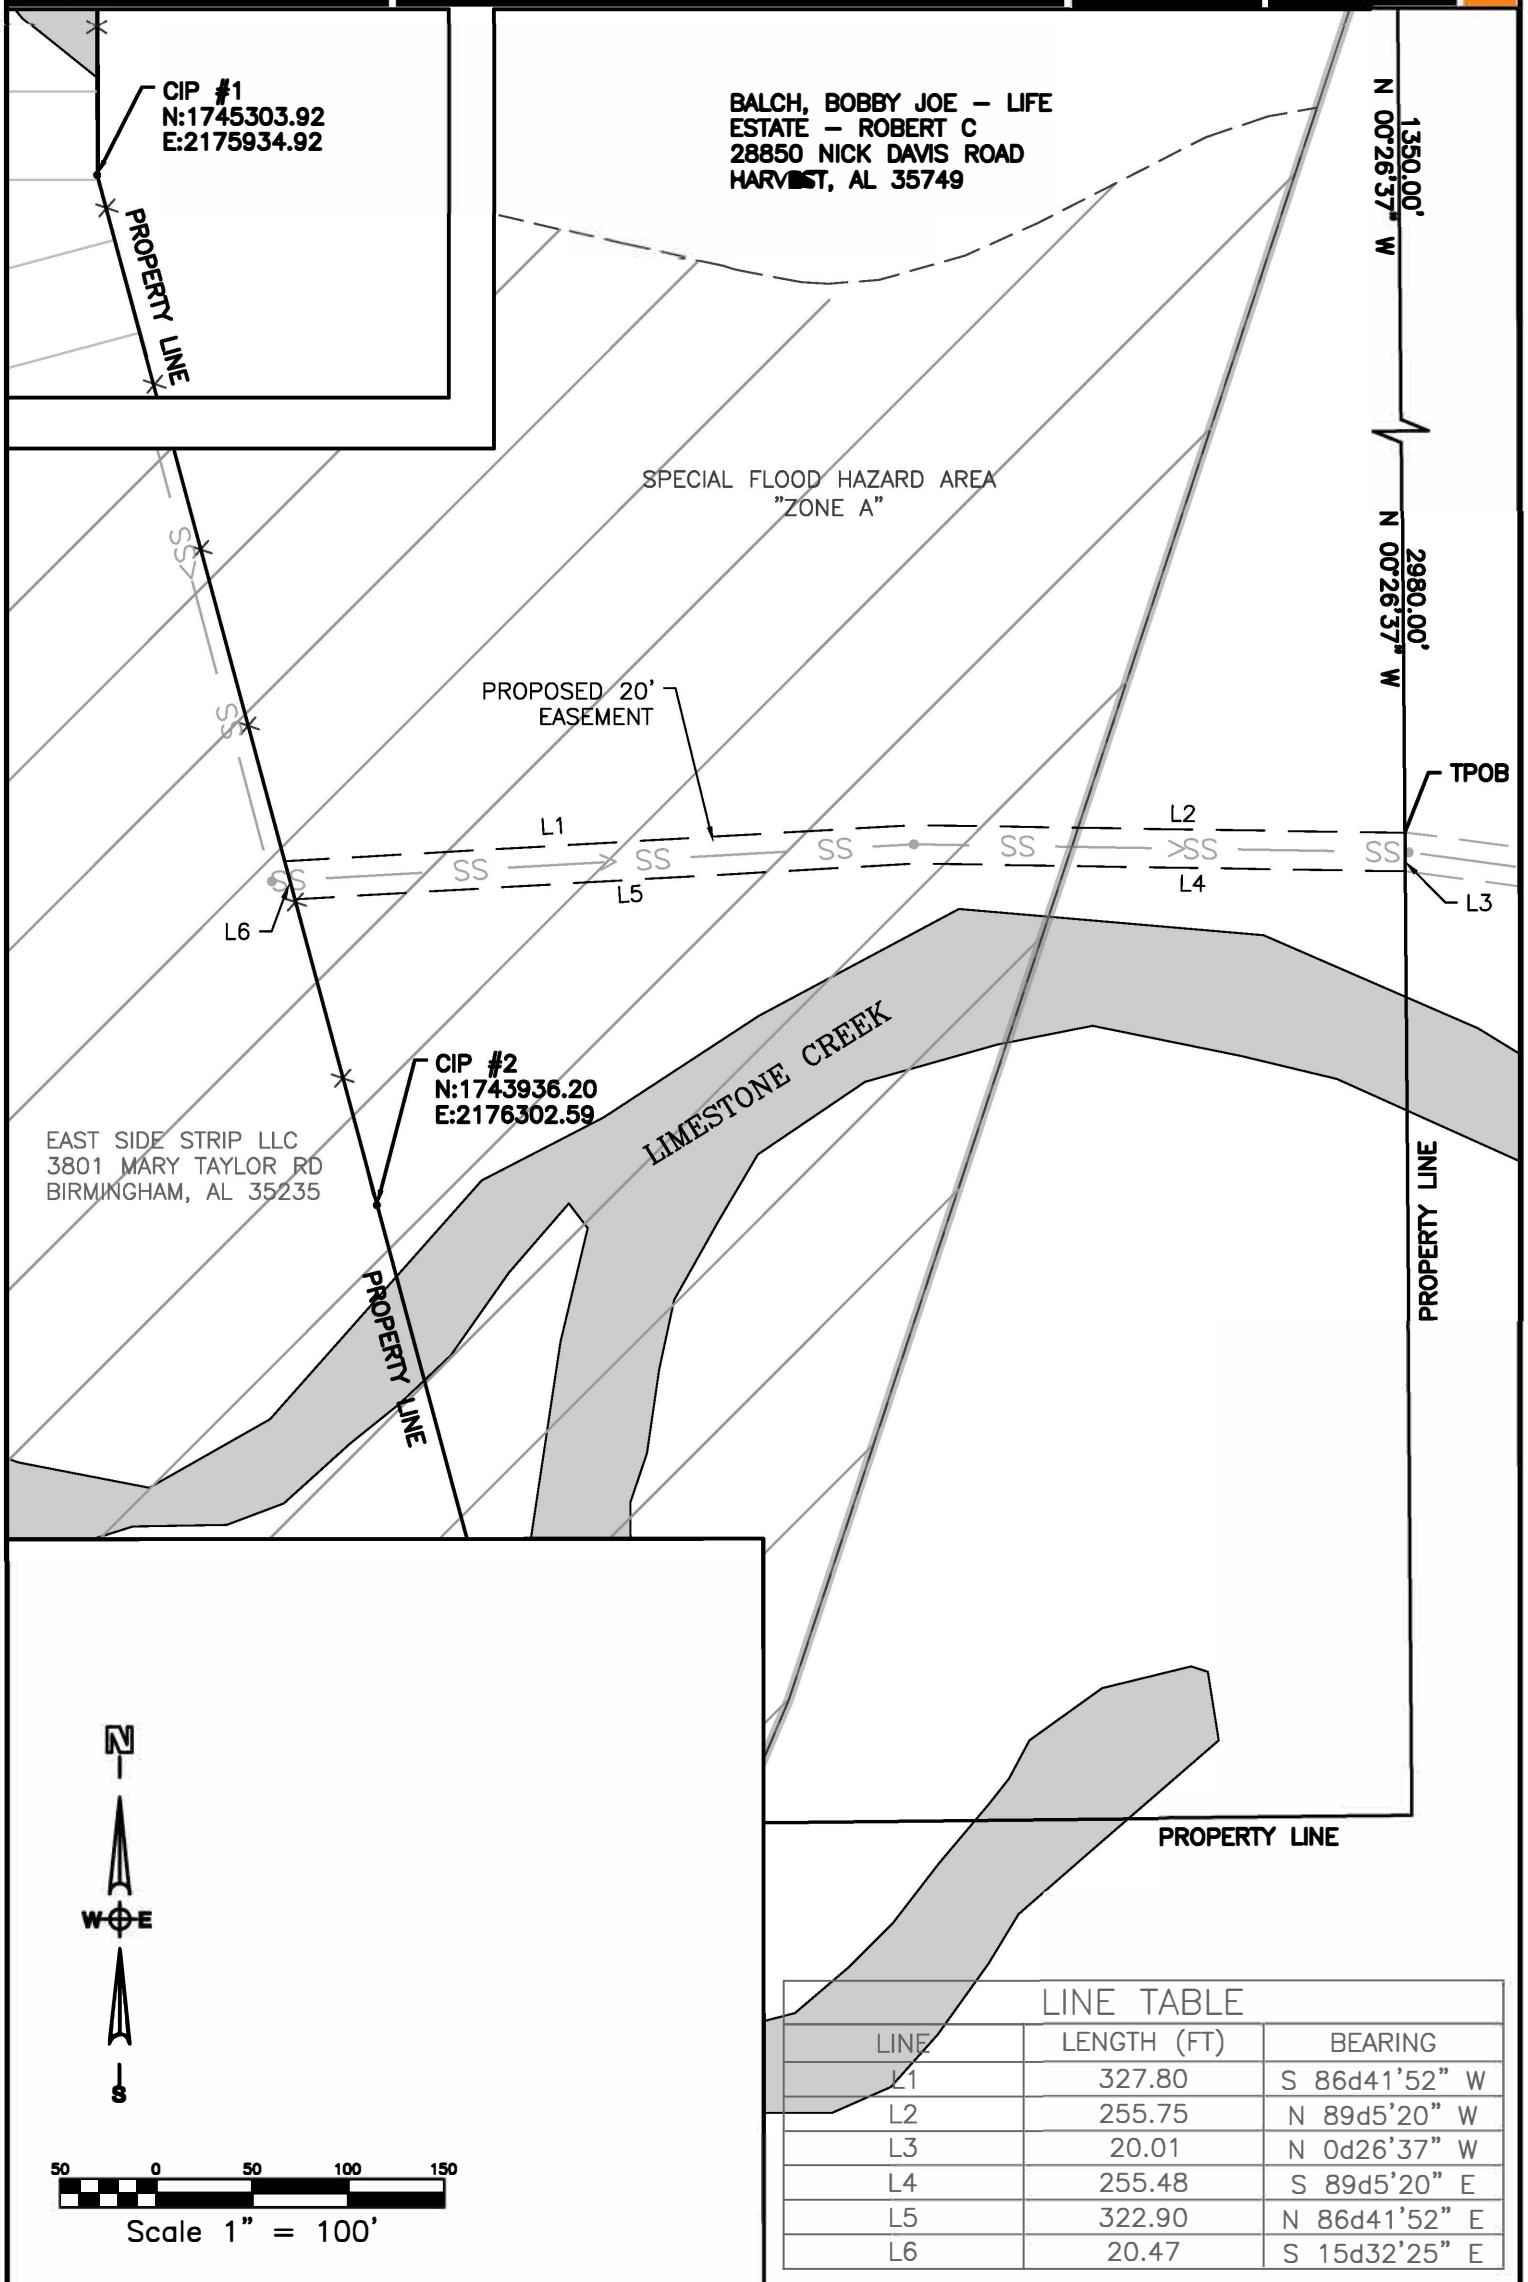 CIP #1
N:1745303.92
E:2175934.92
PROPERTY LINE
BALCH, BOBBY JOE – LIFE
ESTATE – ROBERT C
28850 NICK DAVIS ROAD
HARVEST, AL 35749
1350.00'
N 00°26'37" W
SPECIAL FLOOD HAZARD AREA
"ZONE A"
2980.00'
N 00°26'37" W
SS
SS
PROPOSED 20'
EASEMENT
TPOB
L1
L2
SS
SS
SS
SS
SS
SS
SS
L5
L4
L3
L6
LIMESTONE CREEK
CIP #2
N:1743936.20
E:2176302.59
EAST SIDE STRIP LLC
3801 MARY TAYLOR RD
BIRMINGHAM, AL 35235
PROPERTY LINE
PROPERTY LINE
PROPERTY LINE
N
W E
S
50 0 50 100 150
Scale 1" = 100'
LINE TABLE
LINE LENGTH (FT) BEARING
L1 327.80 S 86d41'52" W
L2 255.75 N 89d5'20" W
L3 20.01 N 0d26'37" W
L4 255.48 S 89d5'20" E
L5 322.90 N 86d41'52" E
L6 20.47 S 15d32'25" E